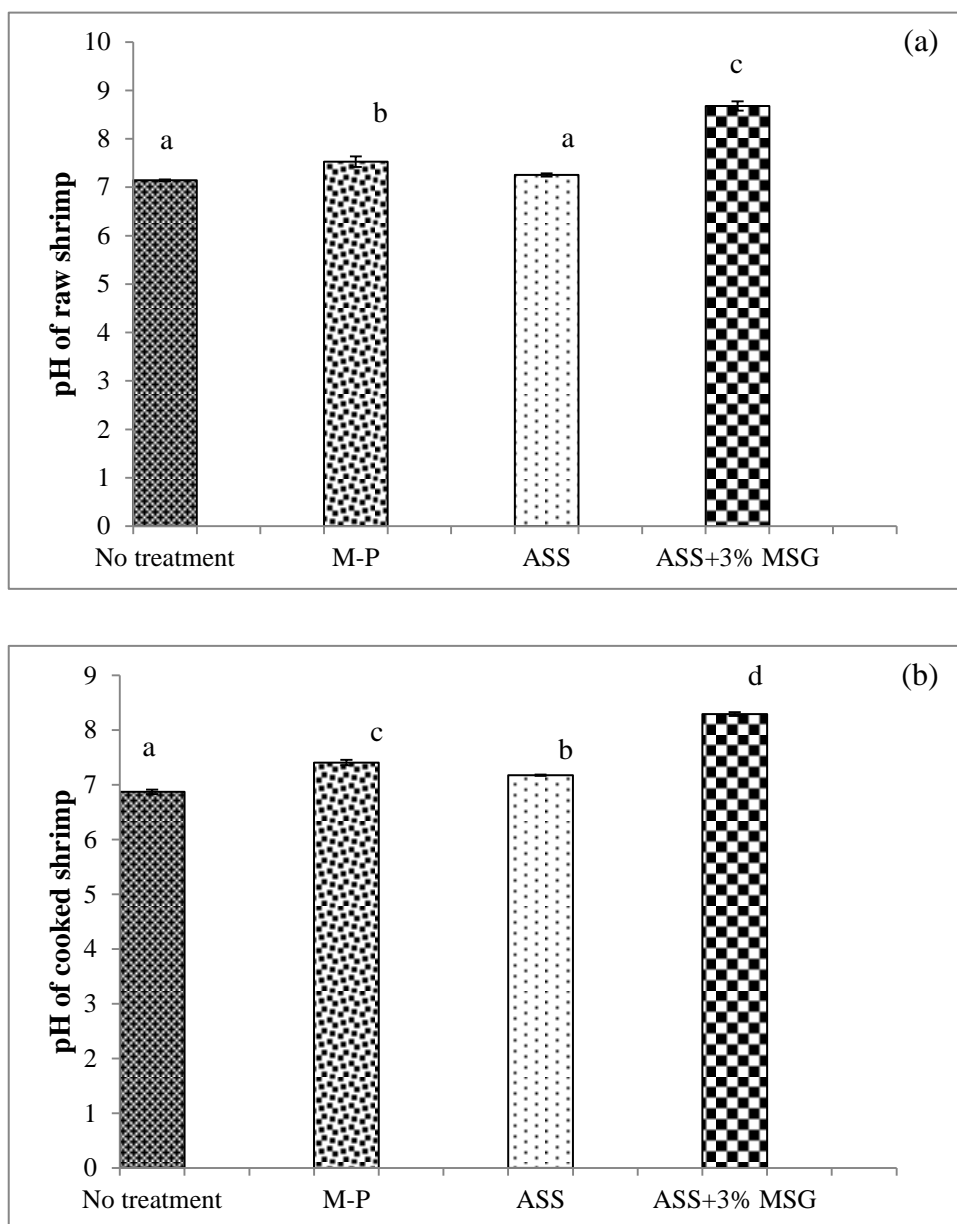 (a)
pH of raw shrimp
10
9
8
7
6
5
4
3
2
1
0
a
b
a
c
No treatment M-P ASS ASS+3% MSG
(b)
pH of cooked shrimp
9
8
7
6
5
4
3
2
1
0
a
c
b
d
No treatment M-P ASS ASS+3% MSG